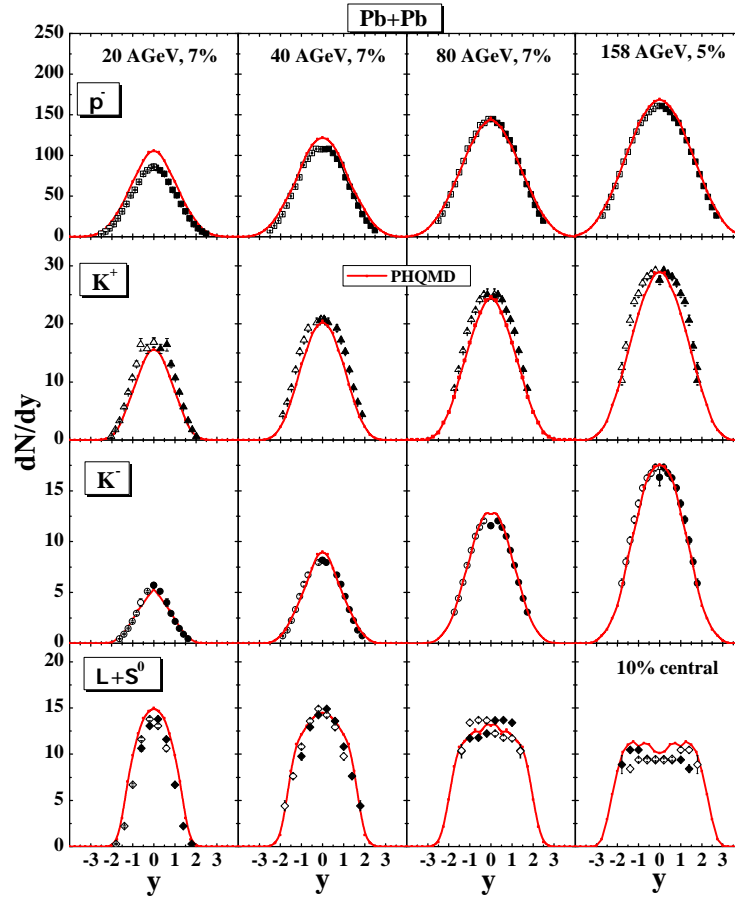 Pb+Pb
250
200
150
100
50
0
20 AGeV, 7%
40 AGeV, 7%
80 AGeV, 7%
158 AGeV, 5%
p-
30
20
10
0
K+
PHQMD
dN/dy
15
10
5
0
K-
20
15
10
5
0
L+S0
10% central
-3 -2 -1 0 1 2 3
-3 -2 -1 0 1 2 3
-3 -2 -1 0 1 2 3
-3 -2 -1 0 1 2 3
y
y
y
y